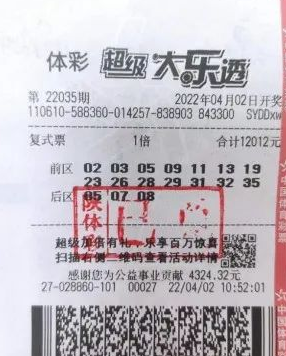 体彩 超级大乐透
第 22035期 2022年04月02日开奖
110610-588360-014257-838903 843300 SYDDxw
复式票 1倍 合计12012元
前区 02 03 05 09 11 13 19
23 26 28 29 31 32 35
后区 05 07 08
超级加倍有礼 乐享百万惊喜
扫描右侧二维码查看活动详情
感谢您为公益事业贡献 4324.32元
27-028860-101 00027 22/04/02 10:52:01